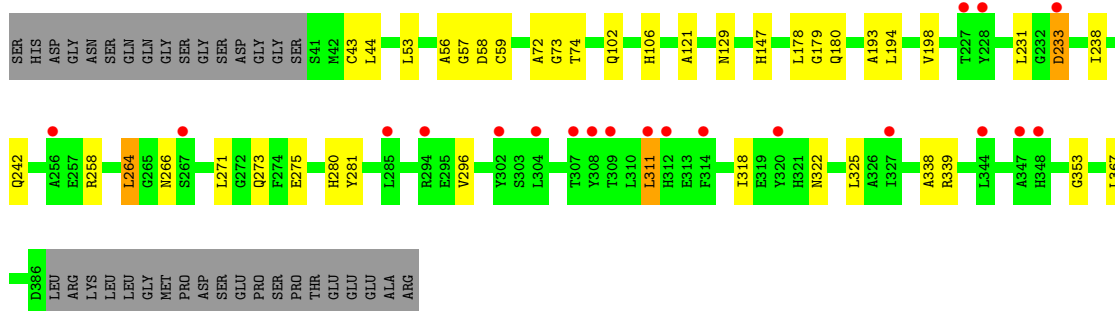 SER HIS ASP GLY ASN SER GLN GLN GLY SER GLY SER ASP GLY GLY SER S41 M42 C43 L44 L53 A56 G57 D58 C59 A72 G73 T74 Q102 H106 A121 N129 H147 L178 G179 Q180 A193 L194 V198 T227 Y228 L231 G232 D233 I238
Q242 A256 E257 R258 L264 G265 N266 S267 L271 G272 Q273 F274 E275 H280 Y281 L285 R294 E295 V296 Y302 S303 L304 T307 Y308 T309 L310 L311 H312 E313 F314 I318 E319 Y320 H321 N322 L325 A326 I327 A338 R339 L344 A347 H348 G353 L367
D386 LEU ARG LYS LEU LEU GLY MET PRO ASP SER GLU PRO SER PRO THR GLU GLU GLU ALA ARG